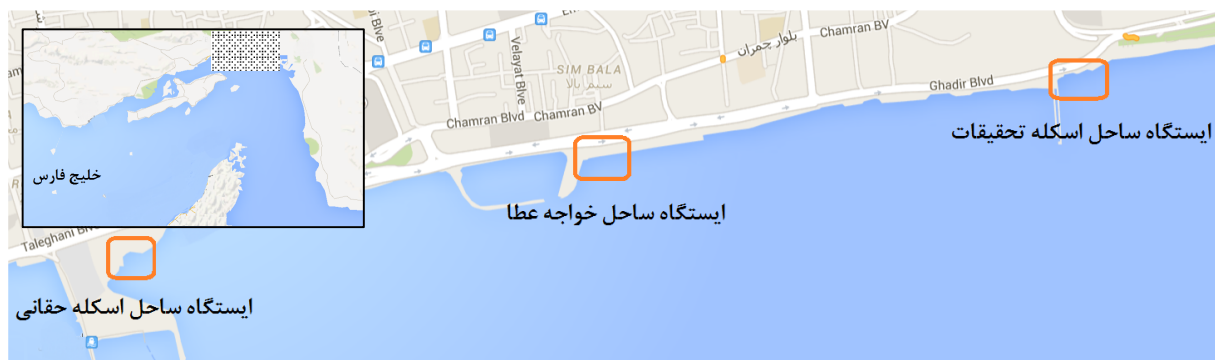 Chamran BV
بلوار چمران
Velayat Blve
SIM BALA
سیم بالا
Ghadir Blvd
Chamran Blvd
Chamran BV
ایستگاه ساحل اسکله تحقیقات
خلیج فارس
ایستگاه ساحل خواجه عطا
Taleghani
ایستگاه ساحل اسکله حقانی